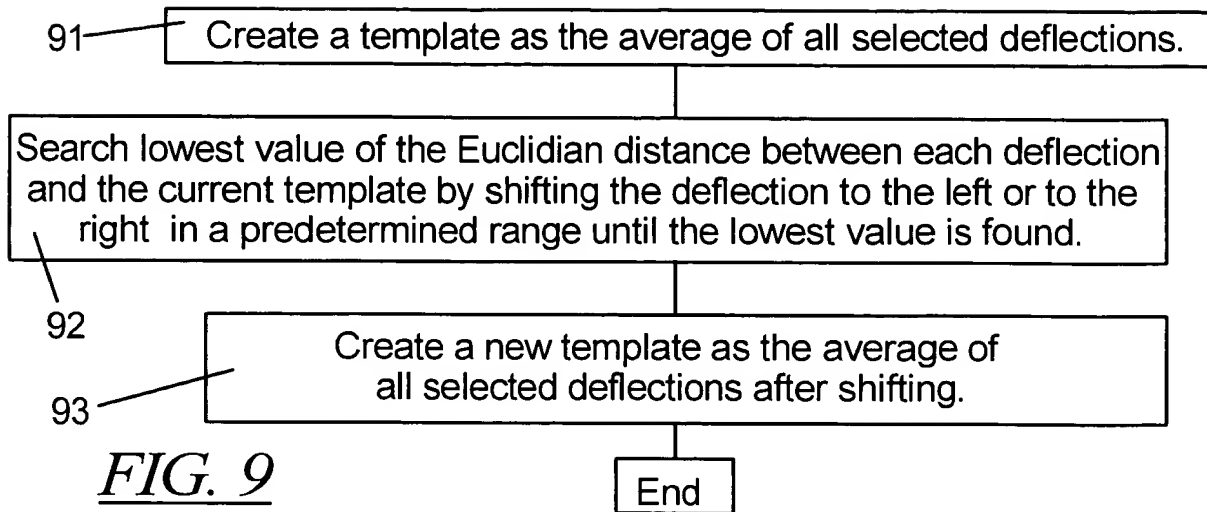 91
Create a template as the average of all selected deflections.
Search lowest value of the Euclidian distance between each deflection
and the current template by shifting the deflection to the left or to the
right in a predetermined range until the lowest value is found.
92
Create a new template as the average of
all selected deflections after shifting.
93
FIG. 9
End